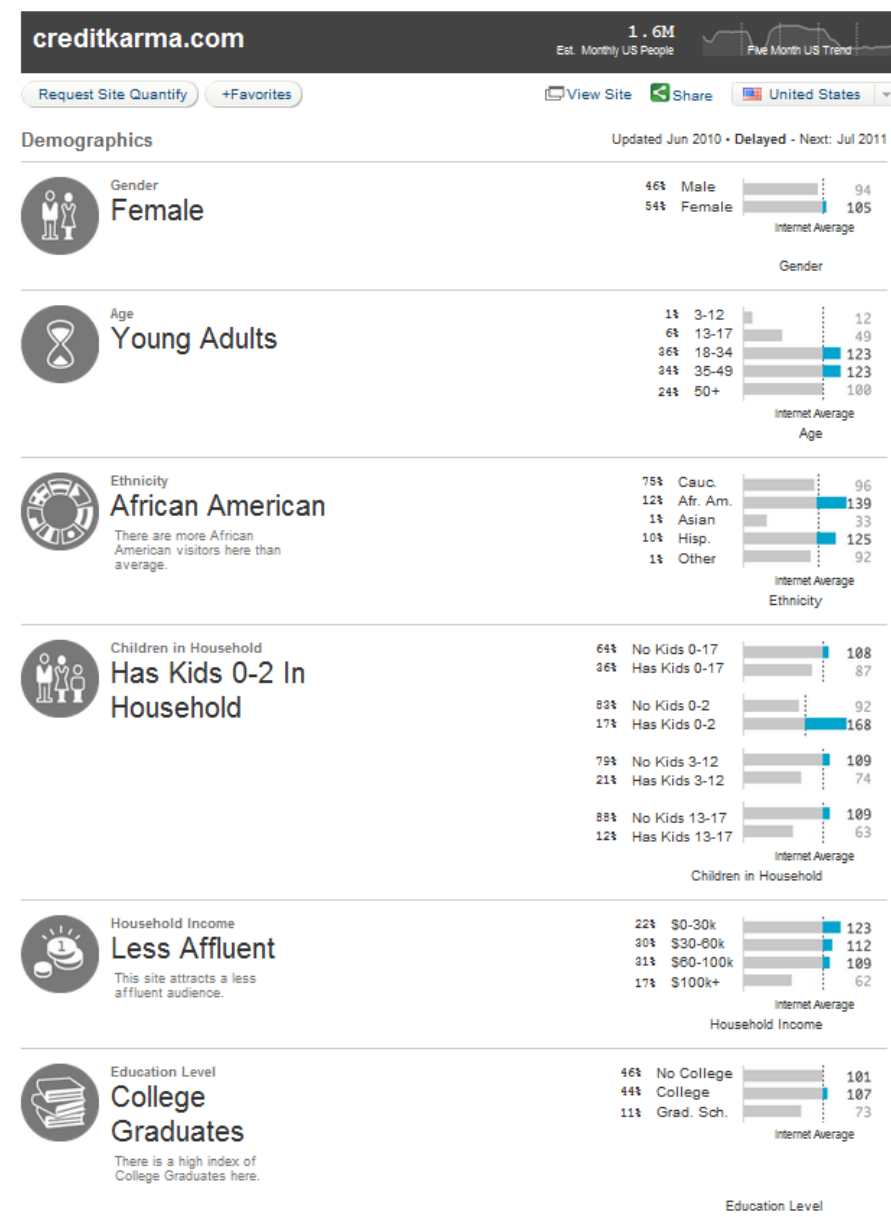 creditkarma.com
1.6M
Est. Monthly US People
Five Month US Trend
Request Site Quantify
+Favorites
View Site
Share
United States
Demographics
Updated Jun 2010 • Delayed - Next: Jul 2011
Gender
Female
46% Male 94
54% Female 105
Internet Average
Gender
Age
Young Adults
1% 3-12 12
6% 13-17 49
36% 18-34 123
34% 35-49 123
24% 50+ 100
Internet Average
Age
Ethnicity
African American
There are more African
American visitors here than
average.
75% Cauc. 96
12% Afr. Am. 139
1% Asian 33
10% Hisp. 125
1% Other 92
Internet Average
Ethnicity
Children in Household
Has Kids 0-2 In
Household
64% No Kids 0-17 108
36% Has Kids 0-17 87
83% No Kids 0-2 92
17% Has Kids 0-2 168
79% No Kids 3-12 109
21% Has Kids 3-12 74
88% No Kids 13-17 109
12% Has Kids 13-17 63
Internet Average
Children in Household
Household Income
Less Affluent
This site attracts a less
affluent audience.
1
22% $0-30k 123
30% $30-60k 112
31% $60-100k 109
17% $100k+ 62
Internet Average
Household Income
Education Level
College
Graduates
There is a high index of
College Graduates here.
46% No College 101
44% College 107
11% Grad. Sch. 73
Internet Average
Education Level